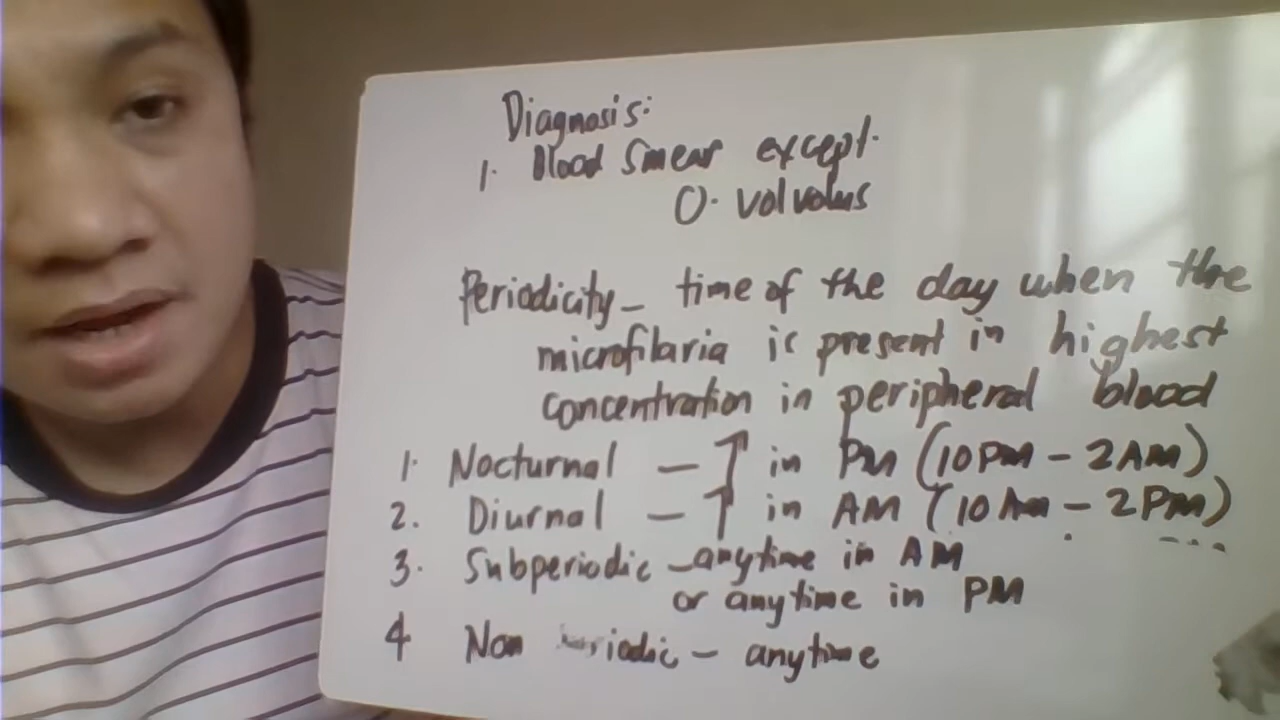 Diagnosis:
1. Blood smear except.
O. volvolus
Periodicity - time of the day when the
microfilaria is present in highest
concentration in peripheral blood
1. Nocturnal - ↑ in PM (10PM - 2AM)
2. Diurnal - ↑ in AM (10AM - 2PM)
3. Subperiodic - anytime in AM
or anytime in PM
4 Non - anytime